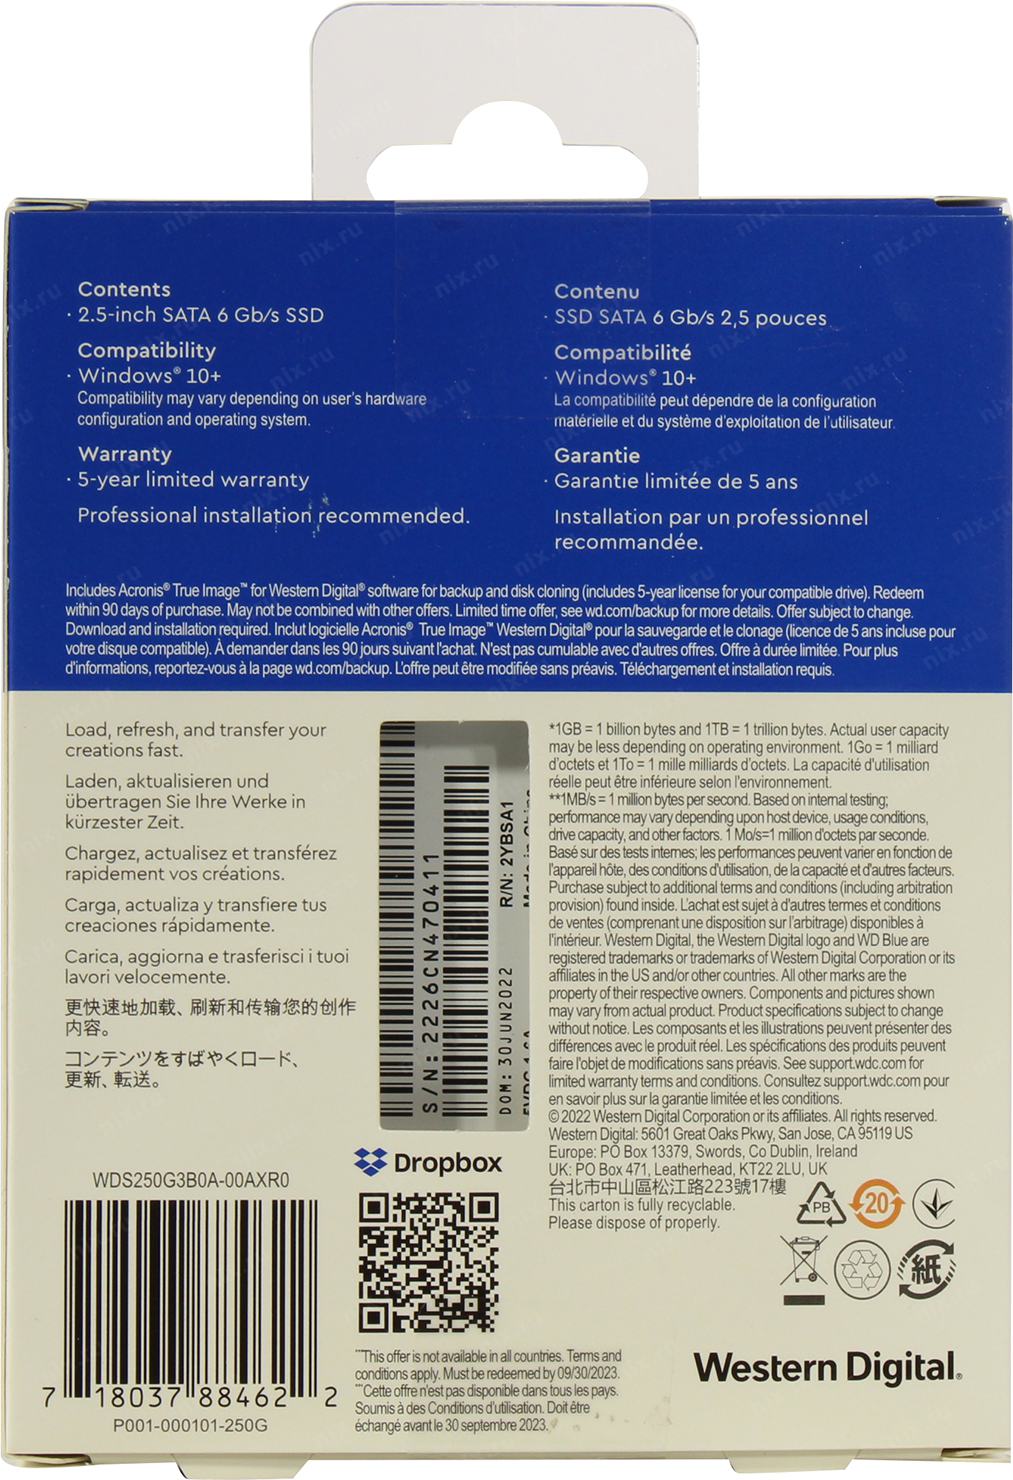 Contents
· 2.5-inch SATA 6 Gb/s SSD
Compatibility
· Windows® 10+
Compatibility may vary depending on user's hardware
configuration and operating system.
Warranty
· 5-year limited warranty
Professional installation recommended.
Contenu
· SSD SATA 6 Gb/s 2,5 pouces
Compatibilité
· Windows® 10+
La compatibilité peut dépendre de la configuration
matérielle et du système d'exploitation de l'utilisateur.
Garantie
· Garantie limitée de 5 ans
Installation par un professionnel
recommandée.
Includes Acronis® True Image™ for Western Digital® software for backup and disk cloning (includes 5-year license for your compatible drive). Redeem
within 90 days of purchase. May not be combined with other offers. Limited time offer, see wd.com/backup for more details. Offer subject to change.
Download and installation required. Inclut logicielle Acronis® True Image™ Western Digital® pour la sauvegarde et le clonage (licence de 5 ans incluse pour
votre disque compatible). À demander dans les 90 jours suivant l'achat. N'est pas cumulable avec d'autres offres. Offre à durée limitée. Pour plus
d'informations, reportez-vous à la page wd.com/backup. L'offre peut être modifiée sans préavis. Téléchargement et installation requis.
Load, refresh, and transfer your
creations fast.
Laden, aktualisieren und
übertragen Sie Ihre Werke in
kürzester Zeit.
Chargez, actualisez et transférez
rapidement vos créations.
Carga, actualiza y transfiere tus
creaciones rápidamente.
Carica, aggiorna e trasferisci i tuoi
lavori velocemente.
更快速地加载、刷新和传输您的创作
内容。
コンテンツをすばやくロード、
更新、転送。
S/N: 2226CN470411
R/N: 2YBSA1
Made in China
DOM: 30JUN2022
*1GB = 1 billion bytes and 1TB = 1 trillion bytes. Actual user capacity
may be less depending on operating environment. 1Go = 1 milliard
d'octets et 1To = 1 mille milliards d'octets. La capacité d'utilisation
réelle peut être inférieure selon l'environnement.
**1MB/s = 1 million bytes per second. Based on internal testing;
performance may vary depending upon host device, usage conditions,
drive capacity, and other factors. 1 Mo/s=1 million d'octets par seconde.
Basé sur des tests internes; les performances peuvent varier en fonction de
l'appareil hôte, des conditions d'utilisation, de la capacité et d'autres facteurs.
Purchase subject to additional terms and conditions (including arbitration
provision) found inside. L'achat est sujet à d'autres termes et conditions
de ventes (comprenant une disposition sur l'arbitrage) disponibles à
l'intérieur. Western Digital, the Western Digital logo and WD Blue are
registered trademarks or trademarks of Western Digital Corporation or its
affiliates in the US and/or other countries. All other marks are the
property of their respective owners. Components and pictures shown
may vary from actual product. Product specifications subject to change
without notice. Les composants et les illustrations peuvent présenter des
différences avec le produit réel. Les spécifications des produits peuvent
faire l'objet de modifications sans préavis. See support.wdc.com for
limited warranty terms and conditions. Consultez support.wdc.com pour
en savoir plus sur la garantie limitée et les conditions.
© 2022 Western Digital Corporation or its affiliates. All rights reserved.
Western Digital: 5601 Great Oaks Pkwy, San Jose, CA 95119 US
Europe: PO Box 13379, Swords, Co Dublin, Ireland
UK: PO Box 471, Leatherhead, KT22 2LU, UK
台北市中山區松江路223號17樓
This carton is fully recyclable.
Please dispose of properly.
PB
20
紙
WDS250G3B0A-00AXR0
7 18037 88462 2
P001-000101-250G
Dropbox
***This offer is not available in all countries. Terms and
conditions apply. Must be redeemed by 09/30/2023.
***Cette offre n'est pas disponible dans tous les pays.
Soumis à des Conditions d'utilisation. Doit être
échangé avant le 30 septembre 2023.
Western Digital®
nix.ru